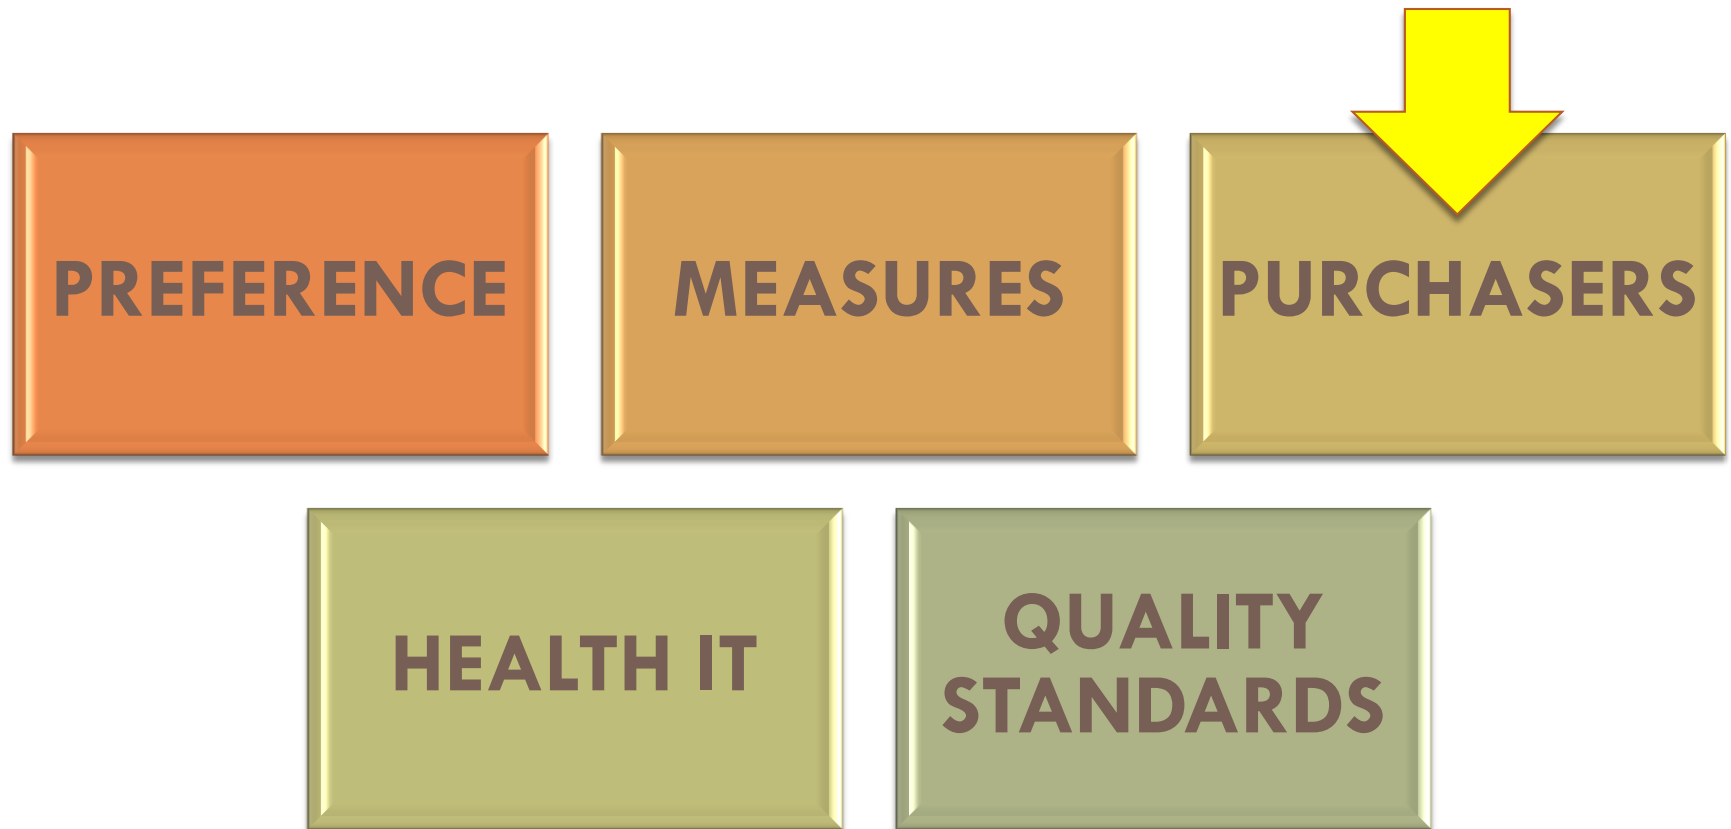 PREFERENCE
MEASURES
PURCHASERS
HEALTH IT
QUALITY
STANDARDS